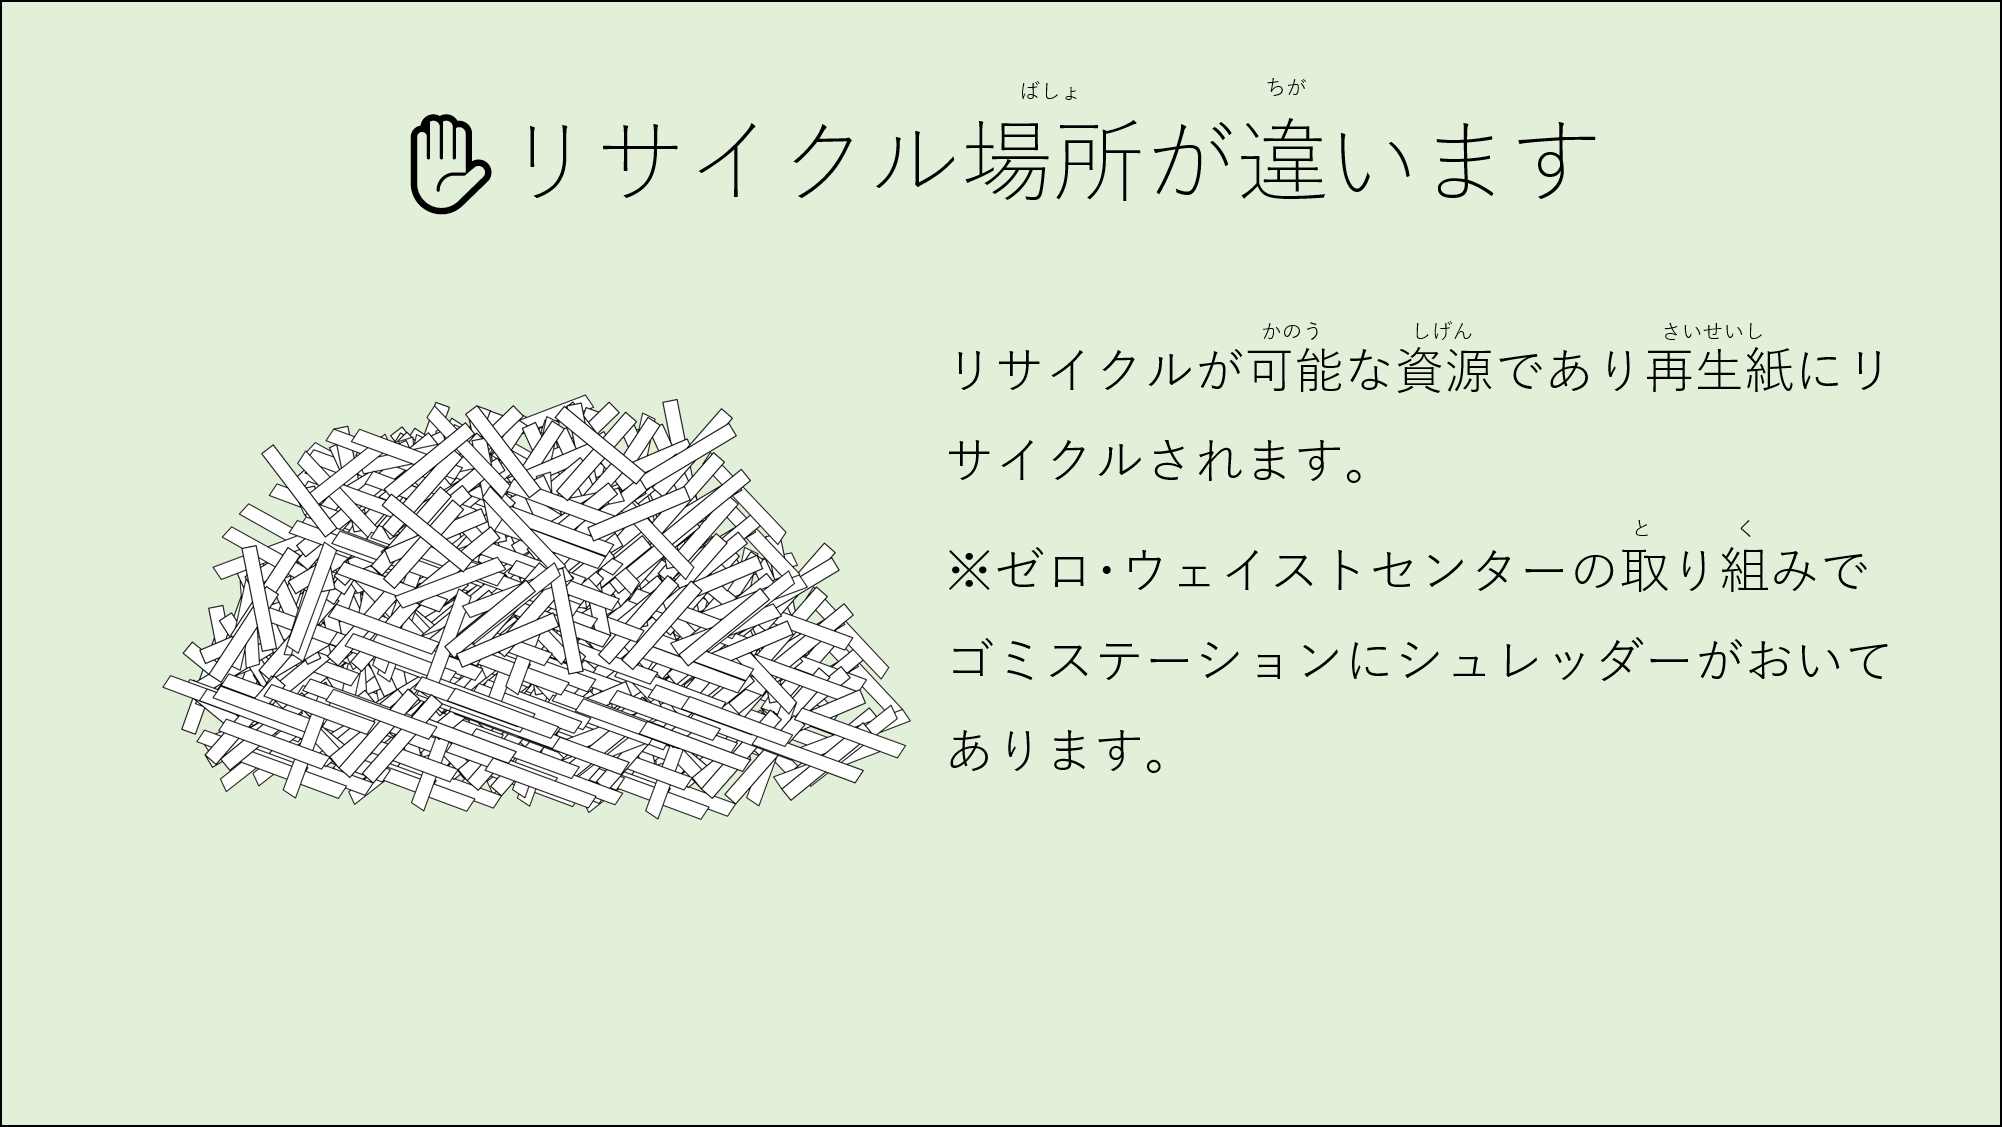 ばしょ ちが
リサイクル場所が違います
かのう しげん さいせいし
リサイクルが可能な資源であり再生紙にリ
サイクルされます。
と く
※ゼロ・ウェイストセンターの取り組みで
ゴミステーションにシュレッダーがおいて
あります。